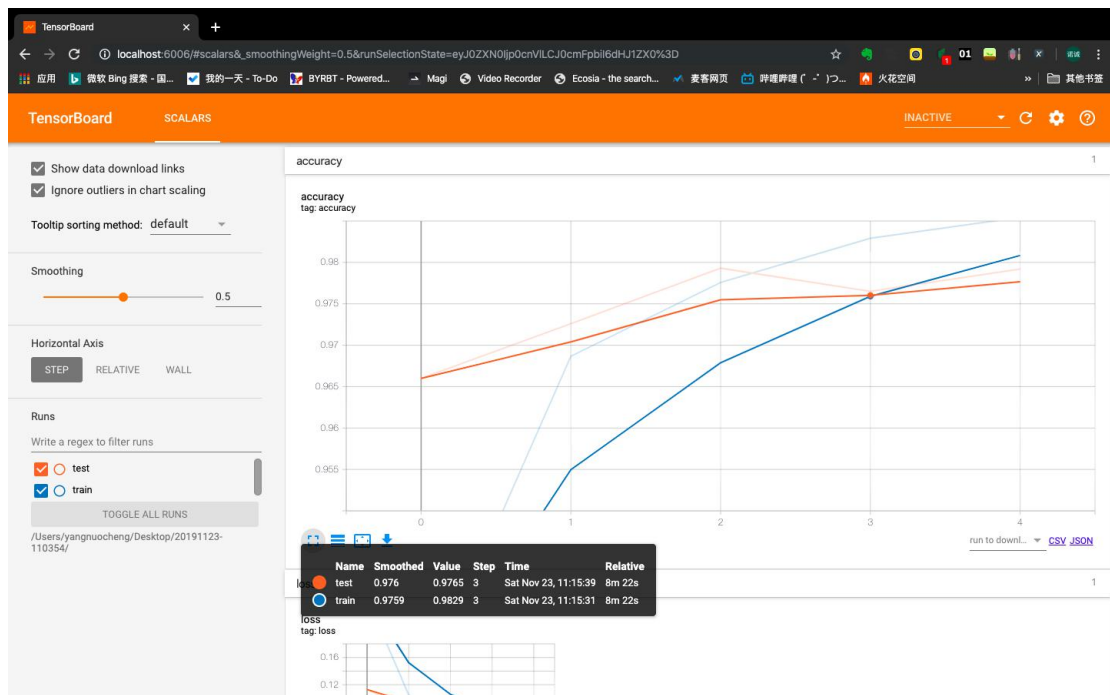 TensorBoard
localhost:6006/#scalars&_smoothingWeight=0.5&runSelectionState=eyJ0ZXN0Ijp0cnVlLCJ0cmFpbiI6dHJ1ZX0%3D
01
应用 微软 Bing 搜索 - 国... 我的一天 - To-Do BYRBT - Powered... Magi Video Recorder Ecosia - the search... 麦客网页 哔哩哔哩 ( ゜- ゜)つ... 火花空间 » 其他书签
TensorBoard SCALARS INACTIVE
Show data download links
Ignore outliers in chart scaling
Tooltip sorting method: default
Smoothing
0.5
Horizontal Axis
STEP RELATIVE WALL
Runs
Write a regex to filter runs
test
train
TOGGLE ALL RUNS
/Users/yangnuocheng/Desktop/20191123-
110354/
accuracy 1
accuracy
tag: accuracy
0.98
0.975
0.97
0.965
0.96
0.955
0 1 2 3 4
run to downl... CSV JSON
Name Smoothed Value Step Time Relative
test 0.976 0.9765 3 Sat Nov 23, 11:15:39 8m 22s
train 0.9759 0.9829 3 Sat Nov 23, 11:15:31 8m 22s
1
loss
tag: loss
0.16
0.12